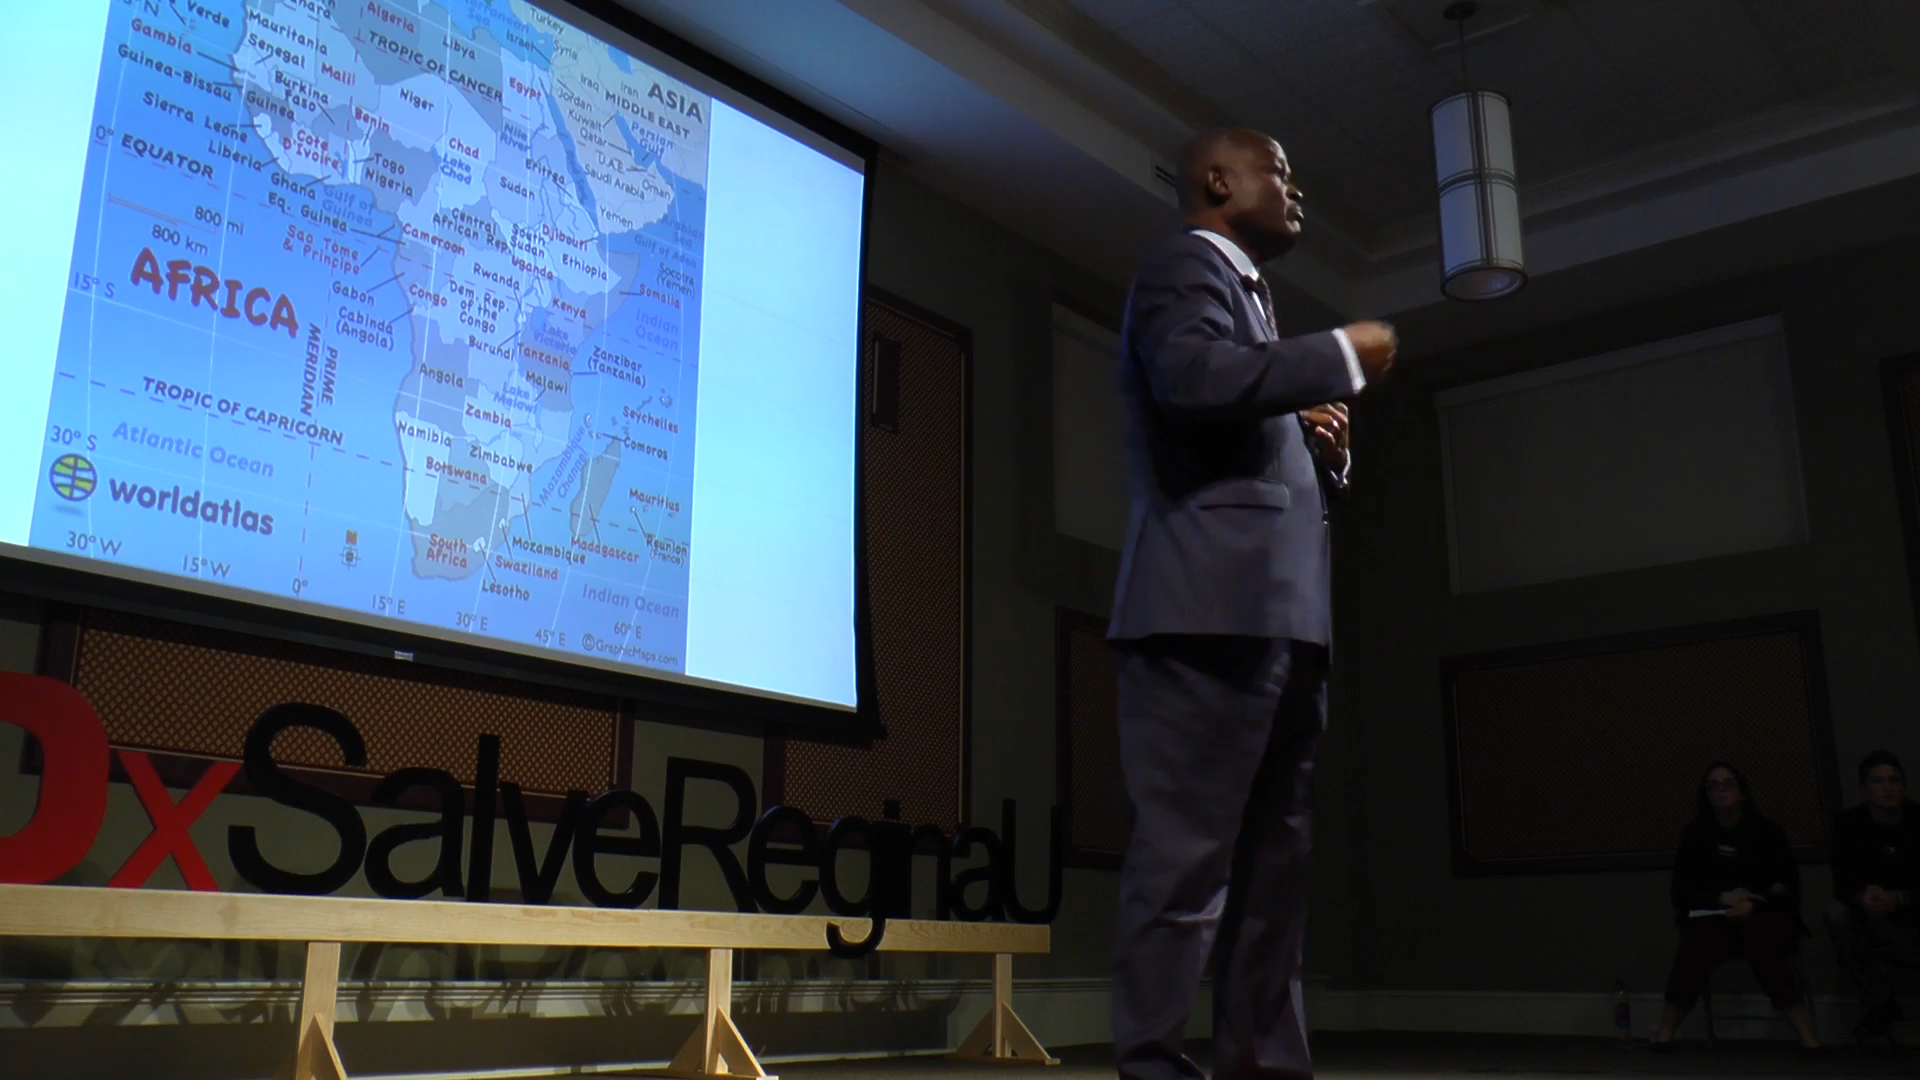 Verde
Mauritania
Algeria
Libya
Mediterranean
Sea
Turkey
Israel
Syria
Iraq
Iran
ASIA
MIDDLE EAST
Jordan
Kuwait
Persian
Gulf
Qatar
U.A.E.
Saudi Arabia
Oman
Yemen
Gambia
Senegal
Malil
TROPIC OF CANCER
Egypt
Guinea-Bissau
Burkina
Faso
Niger
Guinea
Benin
Chad
Nile
River
Sierra Leone
Cote
D'Ivoire
Togo
Lake
Chad
Eritrea
0°
EQUATOR
Liberia
Nigeria
Sudan
Ghana
Gulf of
Guinea
Eq. Guinea
Central
African Rep.
South
Sudan
Djibouti
Arabian
Sea
Gulf of Aden
800 mi
800 km
Sao Tome
& Principe
Cameroon
Uganda
Ethiopia
Socotra
(Yemen)
Rwanda
Somalia
AFRICA
15° S
Gabon
Congo
Dem. Rep.
of the
Congo
Kenya
Indian
Ocean
Cabinda
(Angola)
Lake
Victoria
PRIME
MERIDIAN
Burundi
Tanzania
Zanzibar
(Tanzania)
Angola
Malawi
Lake
Malawi
TROPIC OF CAPRICORN
Zambia
Seychelles
Comoros
30° S
Atlantic Ocean
Namibia
Zimbabwe
Mozambique
Channel
Botswana
worldatlas
Mauritius
Reunion
(France)
South
Africa
Mozambique
Madagascar
Swaziland
Lesotho
Indian Ocean
30° W
15° W
N
0°
15° E
30° E
45° E
60° E
©GraphicMaps.com
DxSalveReginaU